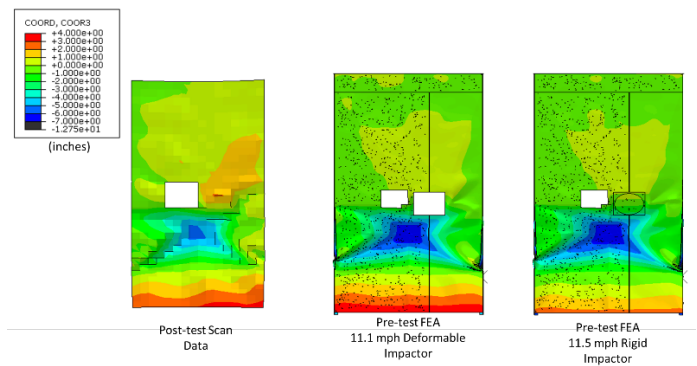 COORD, COOR3
+4.000e+00
+3.000e+00
+2.000e+00
+1.000e+00
+0.000e+00
-1.000e+00
-2.000e+00
-3.000e+00
-4.000e+00
-5.000e+00
-6.000e+00
-7.000e+00
-1.275e+01
(inches)
Post-test Scan
Data
Pre-test FEA
11.1 mph Deformable
Impactor
Pre-test FEA
11.5 mph Rigid
Impactor